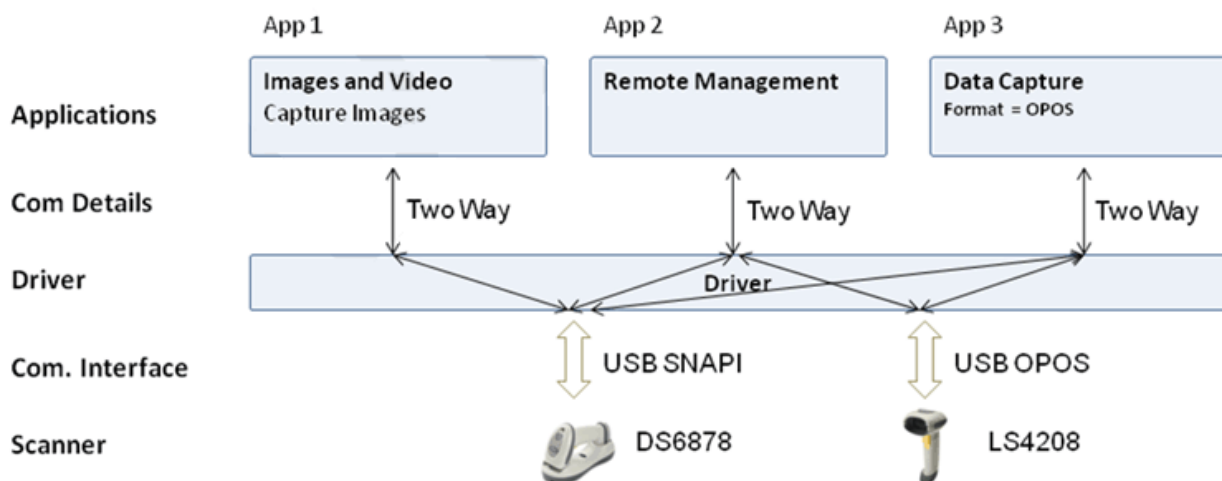 App 1
App 2
App 3
Applications
Images and Video
Capture Images
Remote Management
Data Capture
Format = OPOS
Com Details
Two Way
Two Way
Two Way
Driver
Driver
Com. Interface
USB SNAPI
USB OPOS
Scanner
DS6878
LS4208